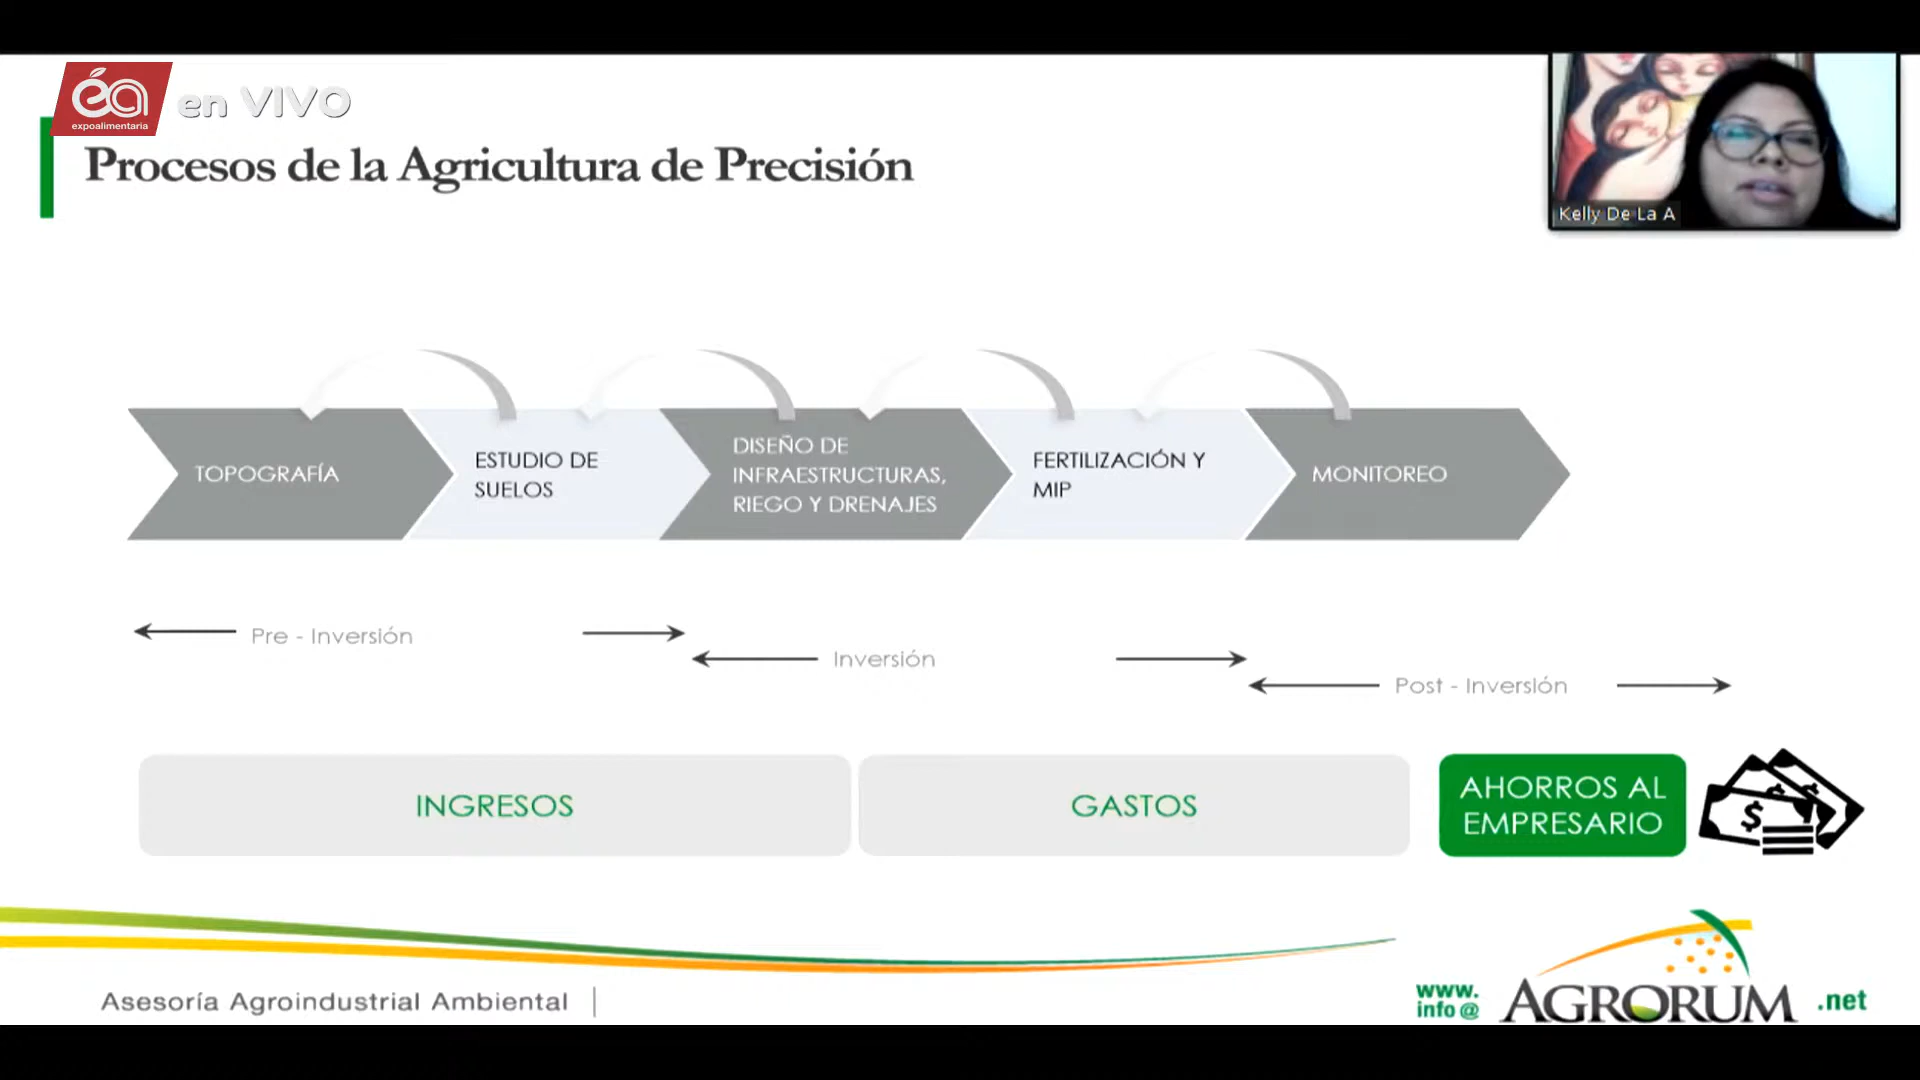 éa
expoalimentaria
en VIVO
Procesos de la Agricultura de Precisión
Kelly De La A
TOPOGRAFÍA
ESTUDIO DE
SUELOS
DISEÑO DE
INFRAESTRUCTURAS,
RIEGO Y DRENAJES
FERTILIZACIÓN Y
MIP
MONITOREO
Pre - Inversión
Inversión
Post - Inversión
INGRESOS
GASTOS
AHORROS AL
EMPRESARIO
$
Asesoría Agroindustrial Ambiental |
www.
info@
AGRORUM
.net